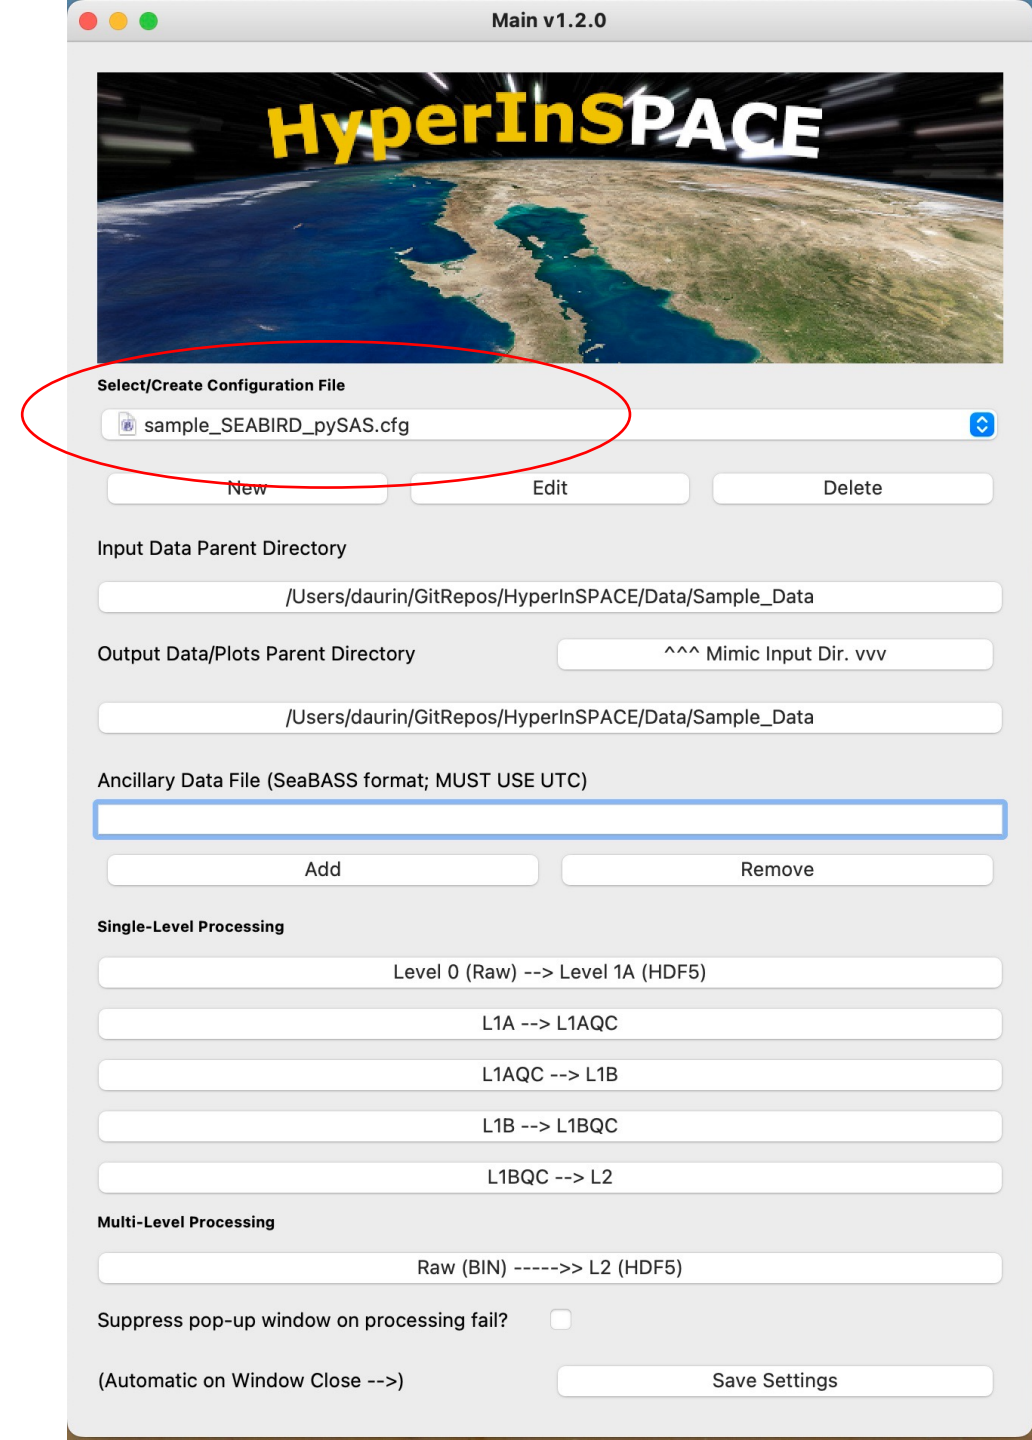 Main v1.2.0
HyperInSPACE
Select/Create Configuration File
sample_SEABIRD_pySAS.cfg
New Edit Delete
Input Data Parent Directory
/Users/daurin/GitRepos/HyperInSPACE/Data/Sample_Data
Output Data/Plots Parent Directory ^^^ Mimic Input Dir. vvv
/Users/daurin/GitRepos/HyperInSPACE/Data/Sample_Data
Ancillary Data File (SeaBASS format; MUST USE UTC)
Add Remove
Single-Level Processing
Level 0 (Raw) --> Level 1A (HDF5)
L1A --> L1AQC
L1AQC --> L1B
L1B --> L1BQC
L1BQC --> L2
Multi-Level Processing
Raw (BIN) ----->> L2 (HDF5)
Suppress pop-up window on processing fail?
(Automatic on Window Close -->) Save Settings